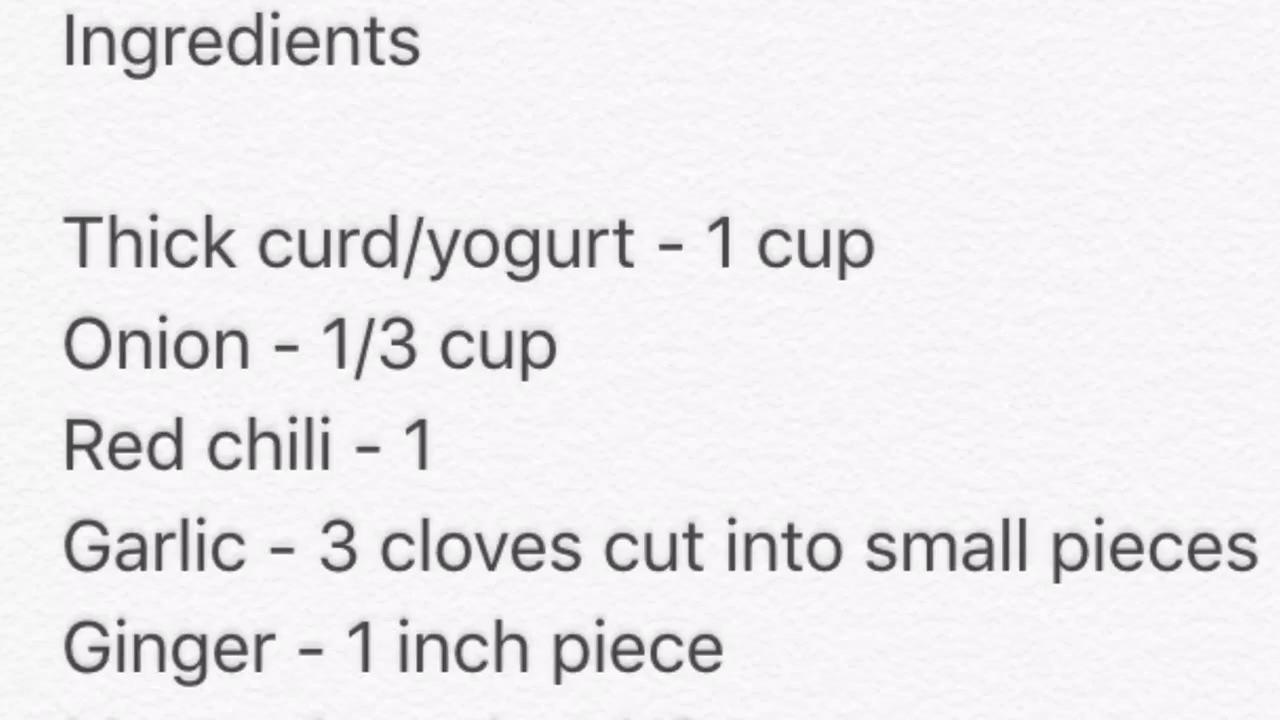 Ingredients
Thick curd/yogurt - 1 cup
Onion - 1/3 cup
Red chili - 1
Garlic - 3 cloves cut into small pieces
Ginger - 1 inch piece